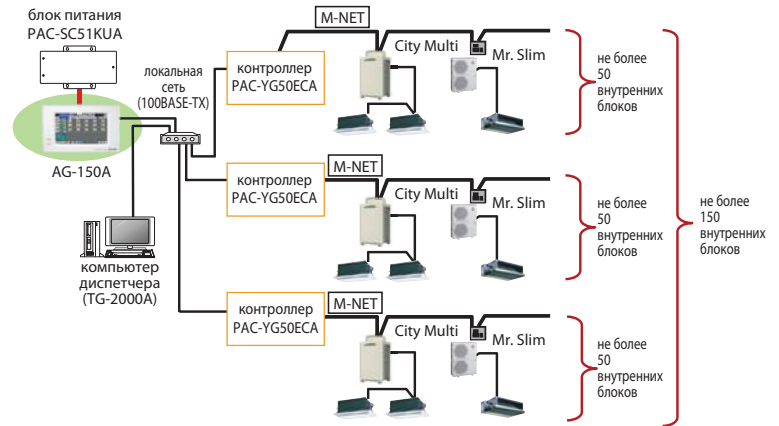 блок питания
PAC-SC51KUA
AG-150A
компьютер
диспетчера
(TG-2000A)
локальная
сеть
(100BASE-TX)
контроллер
PAC-YG50ECA
M-NET
City Multi
Mr. Slim
не более
50
внутренних
блоков
контроллер
PAC-YG50ECA
M-NET
City Multi
Mr. Slim
не более
50
внутренних
блоков
контроллер
PAC-YG50ECA
M-NET
City Multi
Mr. Slim
не более
50
внутренних
блоков
не более
150
внутренних
блоков